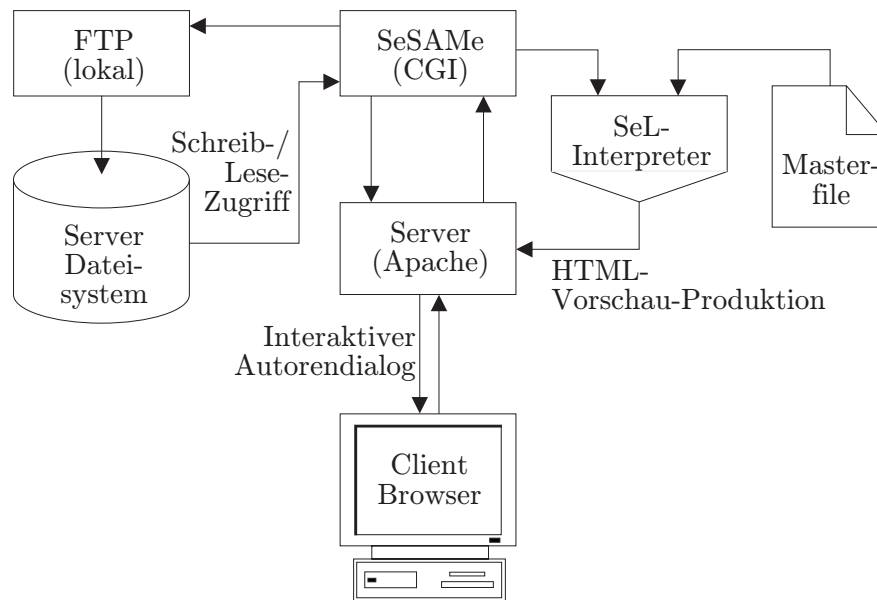 FTP
(lokal)
SeSAMe
(CGI)
SeL-
Interpreter
Master-
file
Schreib-/
Lese-
Zugriff
Server
Datei-
system
Server
(Apache)
HTML-
Vorschau-Produktion
Interaktiver
Autorendialog
Client
Browser